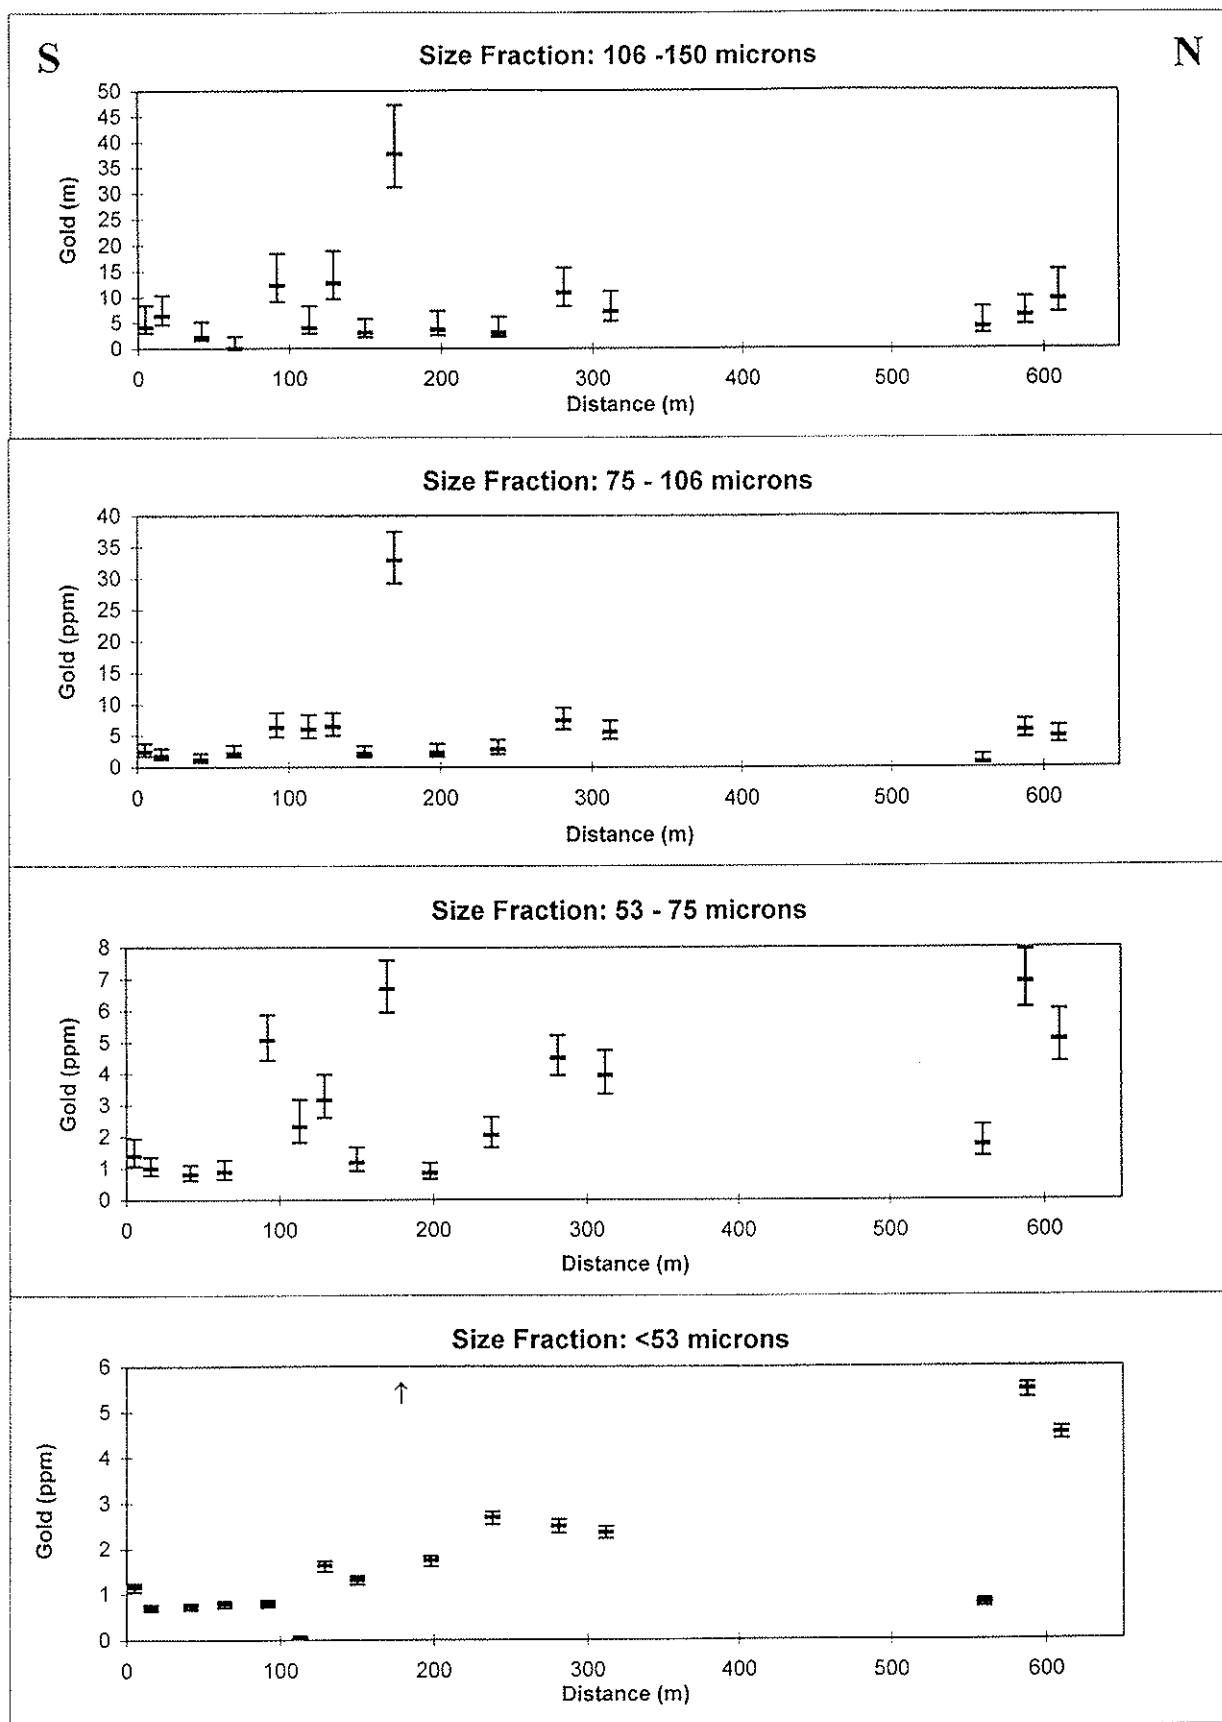 S
Size Fraction: 106 -150 microns
N
Gold (m)
50
45
40
35
30
25
20
15
10
5
0
0 100 200 300 400 500 600
Distance (m)
Size Fraction: 75 - 106 microns
Gold (ppm)
40
35
30
25
20
15
10
5
0
0 100 200 300 400 500 600
Distance (m)
Size Fraction: 53 - 75 microns
Gold (ppm)
8
7
6
5
4
3
2
1
0
0 100 200 300 400 500 600
Distance (m)
Size Fraction: <53 microns
↑
Gold (ppm)
6
5
4
3
2
1
0
0 100 200 300 400 500 600
Distance (m)